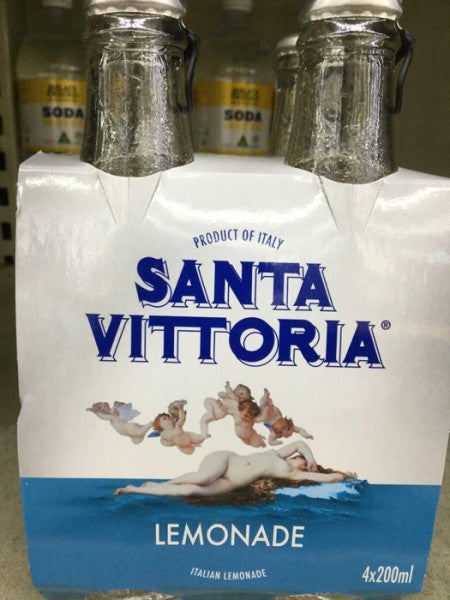 SODA
SODA
PRODUCT OF ITALY
SANTA
VITTORIA®
LEMONADE
ITALIAN LEMONADE
4x200ml